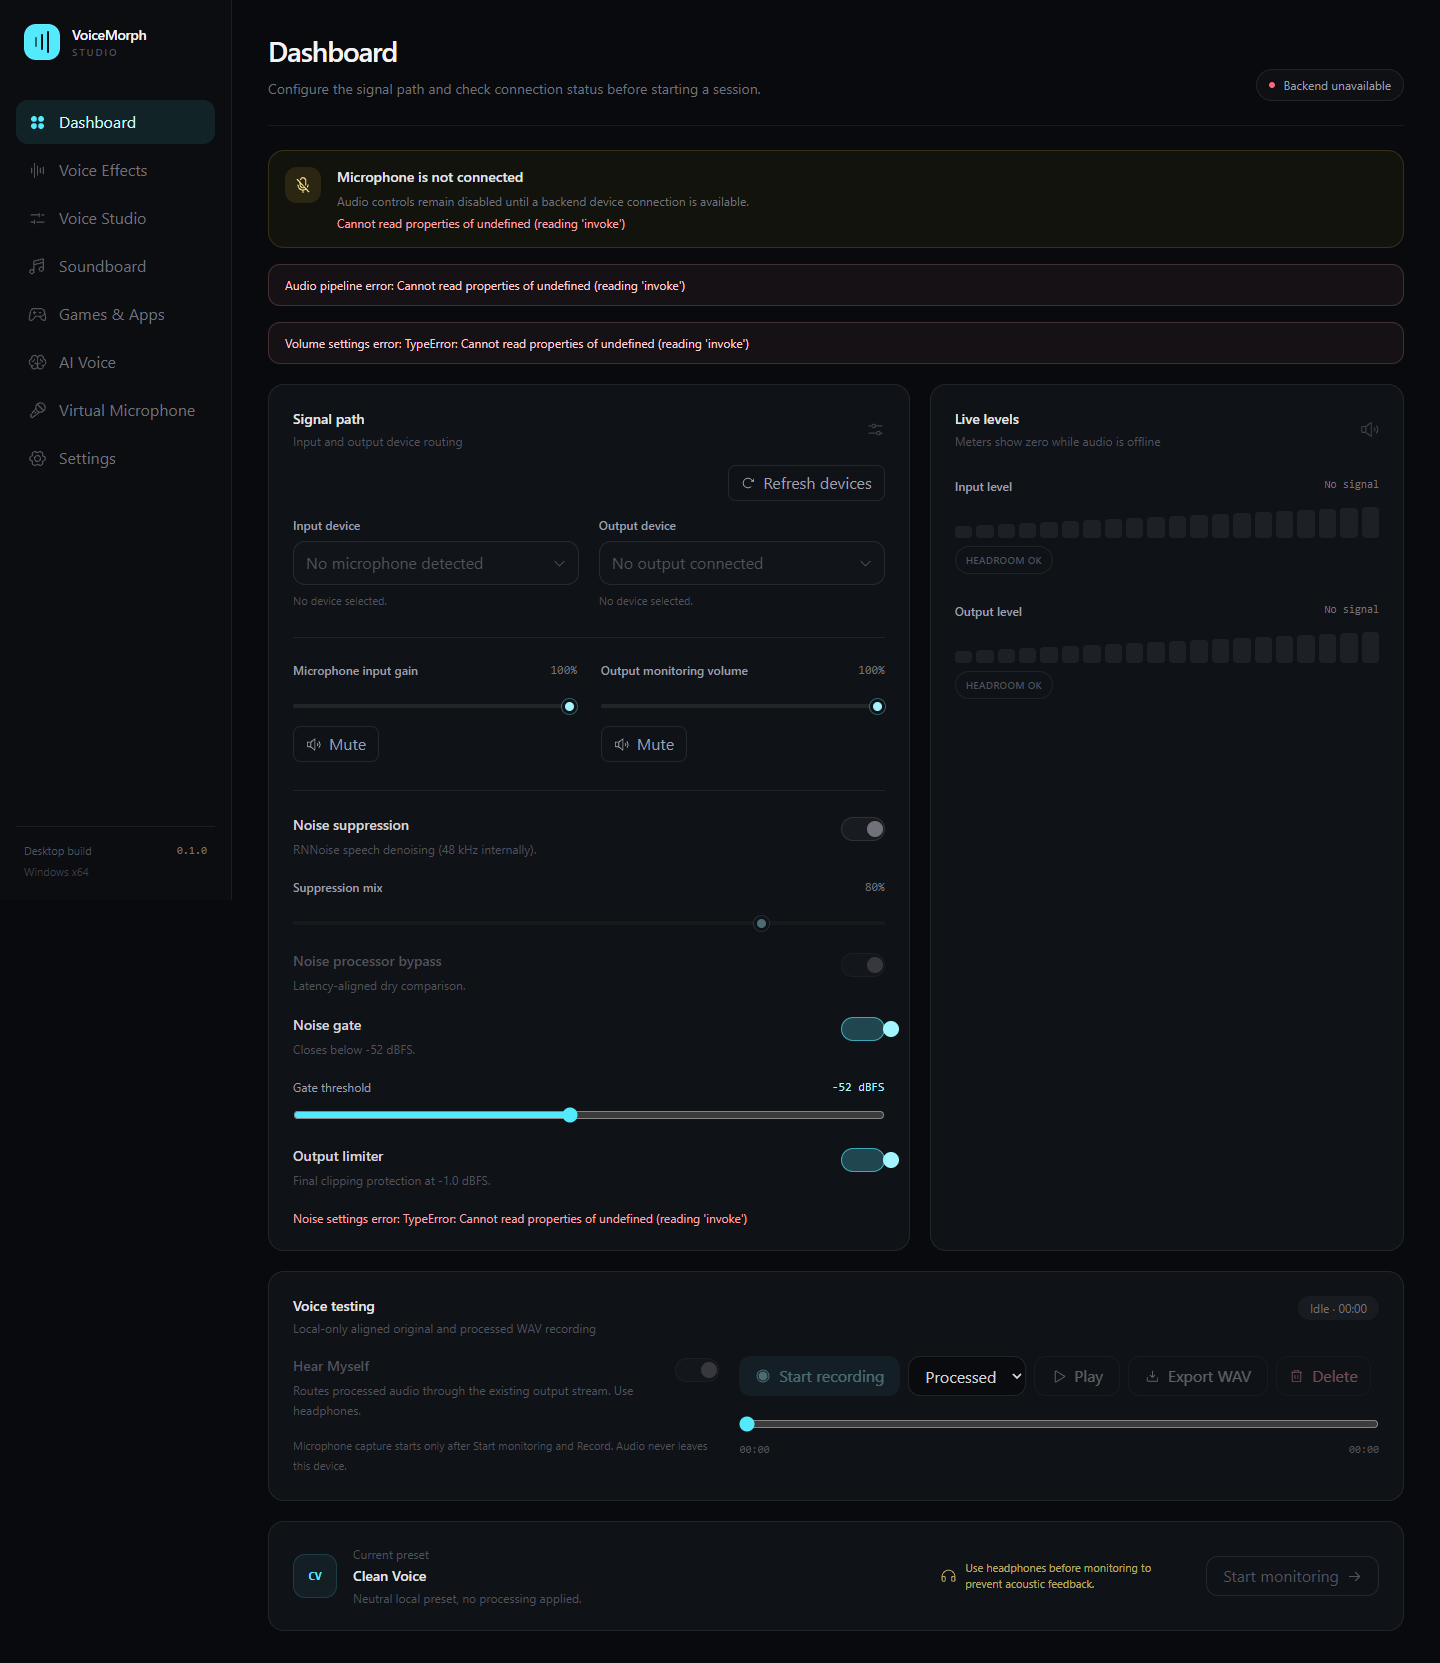 VoiceMorph
STUDIO
Dashboard
Voice Effects
Voice Studio
Soundboard
Games & Apps
AI Voice
Virtual Microphone
Settings
Desktop build
0.1.0
Windows x64
Dashboard
Configure the signal path and check connection status before starting a session.
Backend unavailable
Microphone is not connected
Audio controls remain disabled until a backend device connection is available.
Cannot read properties of undefined (reading 'invoke')
Audio pipeline error: Cannot read properties of undefined (reading 'invoke')
Volume settings error: TypeError: Cannot read properties of undefined (reading 'invoke')
Signal path
Input and output device routing
Refresh devices
Input device
No microphone detected
No device selected.
Output device
No output connected
No device selected.
Microphone input gain
100%
Mute
Output monitoring volume
100%
Mute
Noise suppression
RNNoise speech denoising (48 kHz internally).
Suppression mix
80%
Noise processor bypass
Latency-aligned dry comparison.
Noise gate
Closes below -52 dBFS.
Gate threshold
-52 dBFS
Output limiter
Final clipping protection at -1.0 dBFS.
Noise settings error: TypeError: Cannot read properties of undefined (reading 'invoke')
Live levels
Meters show zero while audio is offline
Input level
No signal
HEADROOM OK
Output level
No signal
HEADROOM OK
Voice testing
Local-only aligned original and processed WAV recording
Idle · 00:00
Hear Myself
Routes processed audio through the existing output stream. Use
headphones.
Microphone capture starts only after Start monitoring and Record. Audio never leaves
this device.
Start recording
Processed
Play
Export WAV
Delete
00:00
00:00
CV
Current preset
Clean Voice
Neutral local preset, no processing applied.
Use headphones before monitoring to
prevent acoustic feedback.
Start monitoring